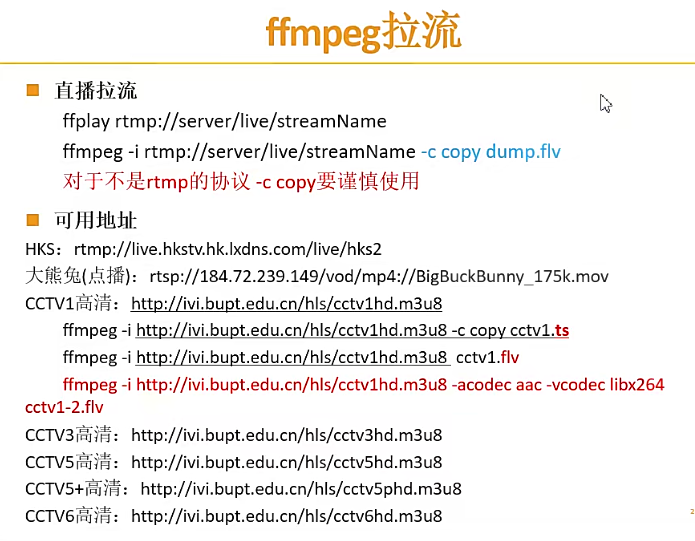 ffmpeg拉流
直播拉流
ffplay rtmp://server/live/streamName
ffmpeg -i rtmp://server/live/streamName -c copy dump.flv
对于不是rtmp的协议 -c copy要谨慎使用
可用地址
HKS：rtmp://live.hkstv.hk.lxdns.com/live/hks2
大熊兔(点播)：rtsp://184.72.239.149/vod/mp4://BigBuckBunny_175k.mov
CCTV1高清：http://ivi.bupt.edu.cn/hls/cctv1hd.m3u8
ffmpeg -i http://ivi.bupt.edu.cn/hls/cctv1hd.m3u8 -c copy cctv1.ts
ffmpeg -i http://ivi.bupt.edu.cn/hls/cctv1hd.m3u8 cctv1.flv
ffmpeg -i http://ivi.bupt.edu.cn/hls/cctv1hd.m3u8 -acodec aac -vcodec libx264
cctv1-2.flv
CCTV3高清：http://ivi.bupt.edu.cn/hls/cctv3hd.m3u8
CCTV5高清：http://ivi.bupt.edu.cn/hls/cctv5hd.m3u8
CCTV5+高清：http://ivi.bupt.edu.cn/hls/cctv5phd.m3u8
CCTV6高清：http://ivi.bupt.edu.cn/hls/cctv6hd.m3u8
2